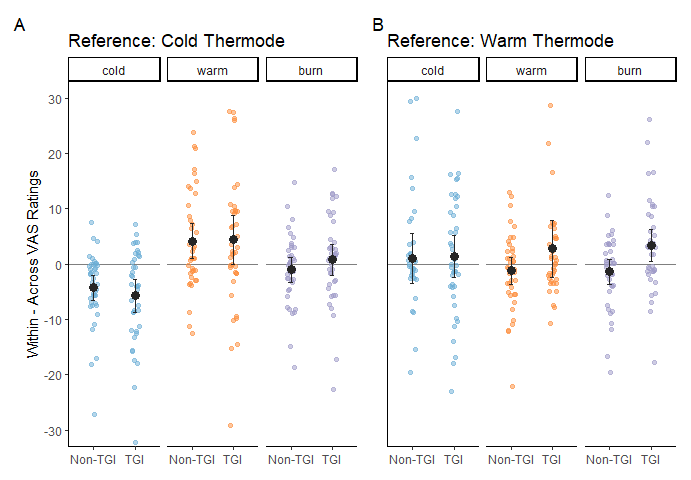 A
B
Reference: Cold Thermode
Reference: Warm Thermode
cold
warm
burn
cold
warm
burn
Within - Across VAS Ratings
30
20
10
0
-10
-20
-30
Non-TGI TGI
Non-TGI TGI
Non-TGI TGI
Non-TGI TGI
Non-TGI TGI
Non-TGI TGI